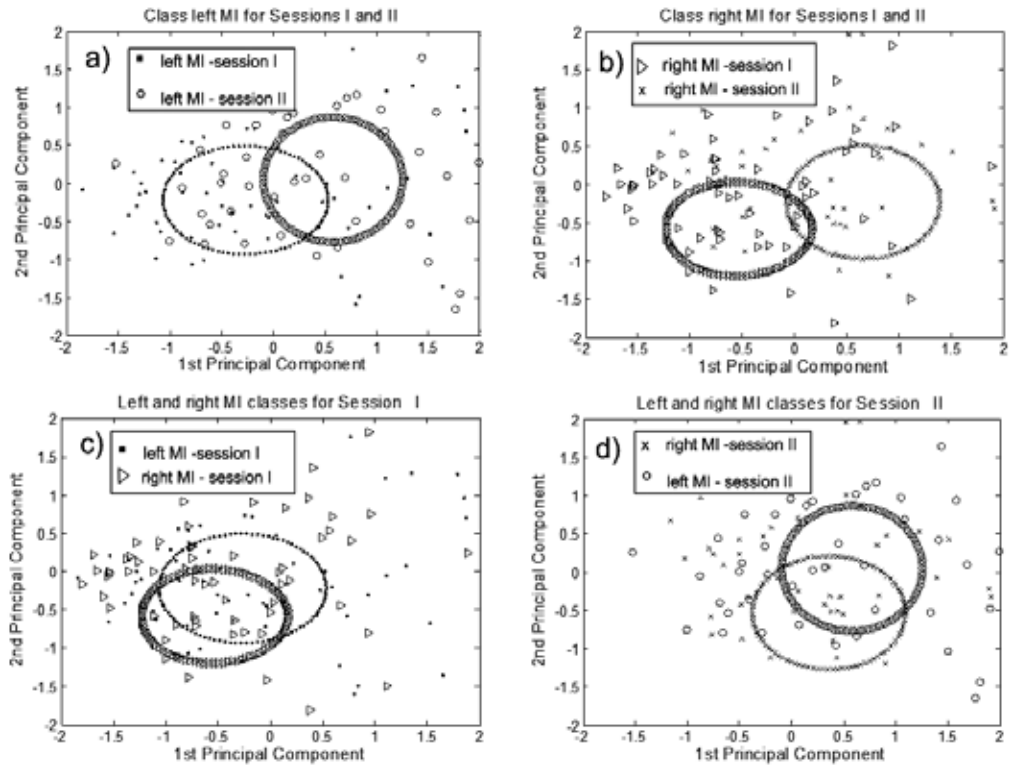 Class left MI for Sessions I and II
a)
left MI -session I
left MI - session II
2nd Principal Component
2
1.5
1
0.5
0
-0.5
-1
-1.5
-2
-2 -1.5 -1 -0.5 0 0.5 1 1.5 2
1st Principal Component
Class right MI for Sessions I and II
b)
right MI -session I
right MI - session II
2nd Principal Component
2
1.5
1
0.5
0
-0.5
-1
-1.5
-2
-2 -1.5 -1 -0.5 0 0.5 1 1.5 2
1st Principal Component
Left and right MI classes for Session I
c)
left MI -session I
right MI - session I
2nd Principal Component
2
1.5
1
0.5
0
-0.5
-1
-1.5
-2
-2 -1.5 -1 -0.5 0 0.5 1 1.5 2
1st Principal Component
Left and right MI classes for Session II
d)
right MI -session II
left MI - session II
2nd Principal Component
2
1.5
1
0.5
0
-0.5
-1
-1.5
-2
-2 -1.5 -1 -0.5 0 0.5 1 1.5 2
1st Principal Component